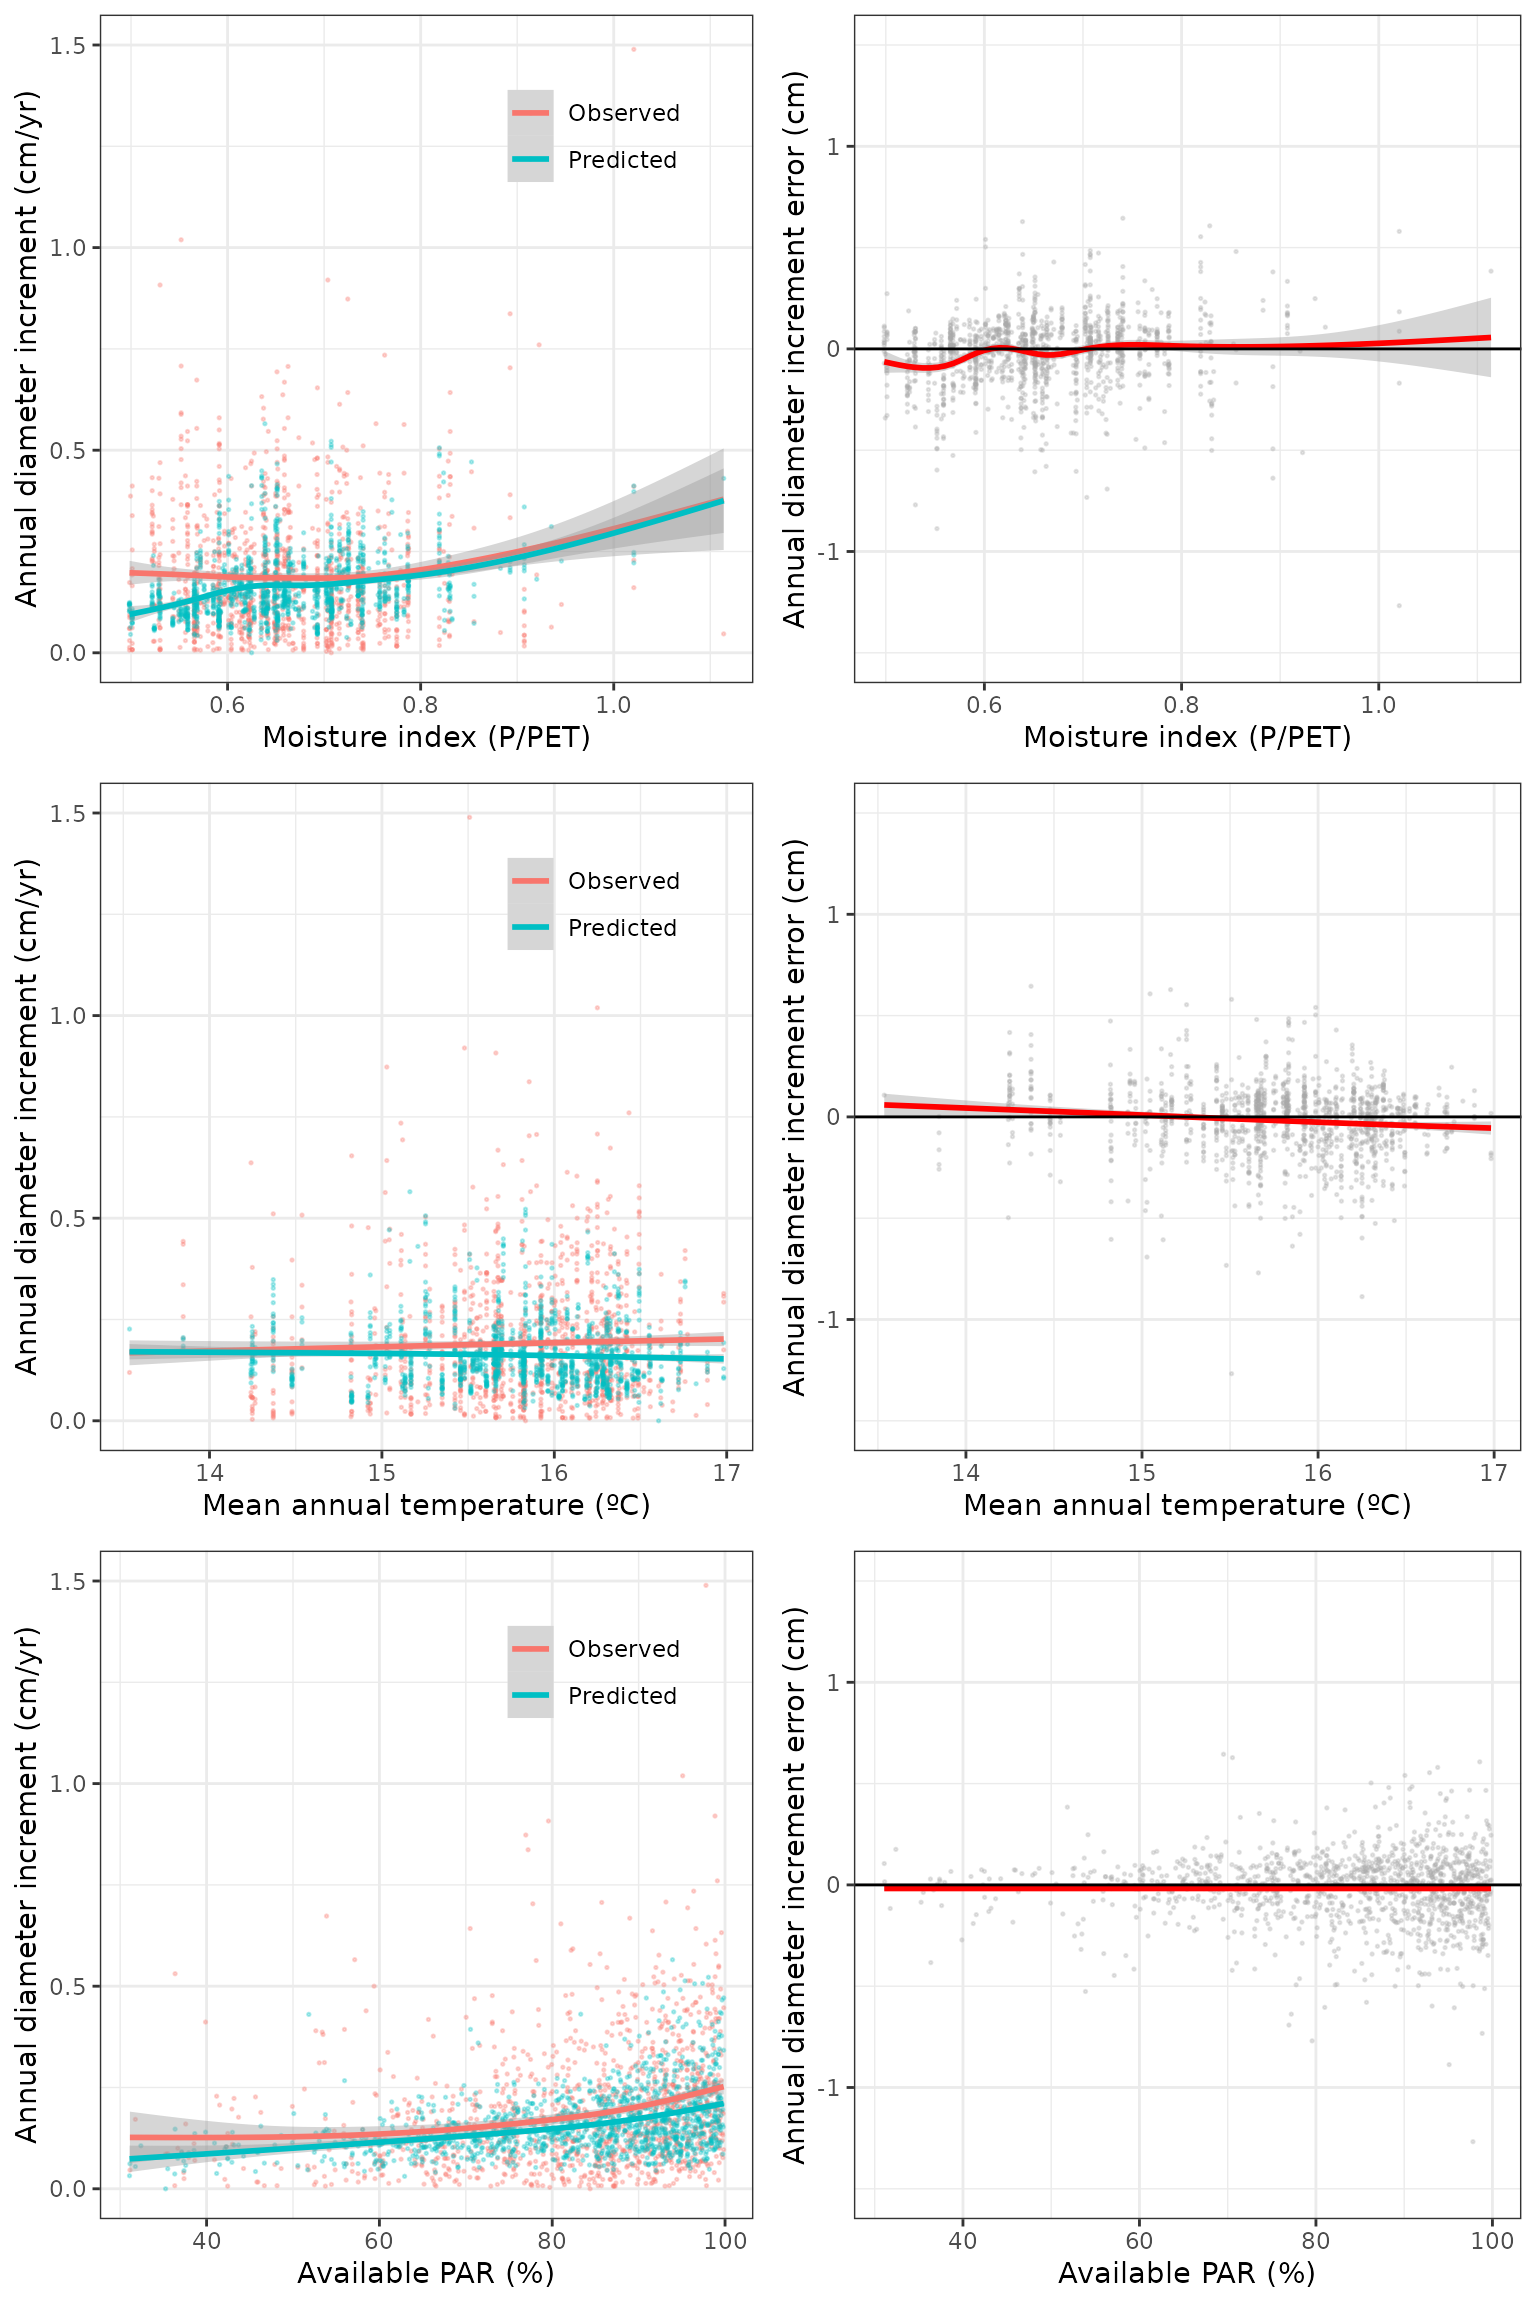 Annual diameter increment (cm/yr)
1.5
1.0
0.5
0.0
Observed
Predicted
0.6 0.8 1.0
Moisture index (P/PET)
Annual diameter increment error (cm)
1
0
-1
0.6 0.8 1.0
Moisture index (P/PET)
Annual diameter increment (cm/yr)
1.5
1.0
0.5
0.0
Observed
Predicted
14 15 16 17
Mean annual temperature (ºC)
Annual diameter increment error (cm)
1
0
-1
14 15 16 17
Mean annual temperature (ºC)
Annual diameter increment (cm/yr)
1.5
1.0
0.5
0.0
Observed
Predicted
40 60 80 100
Available PAR (%)
Annual diameter increment error (cm)
1
0
-1
40 60 80 100
Available PAR (%)